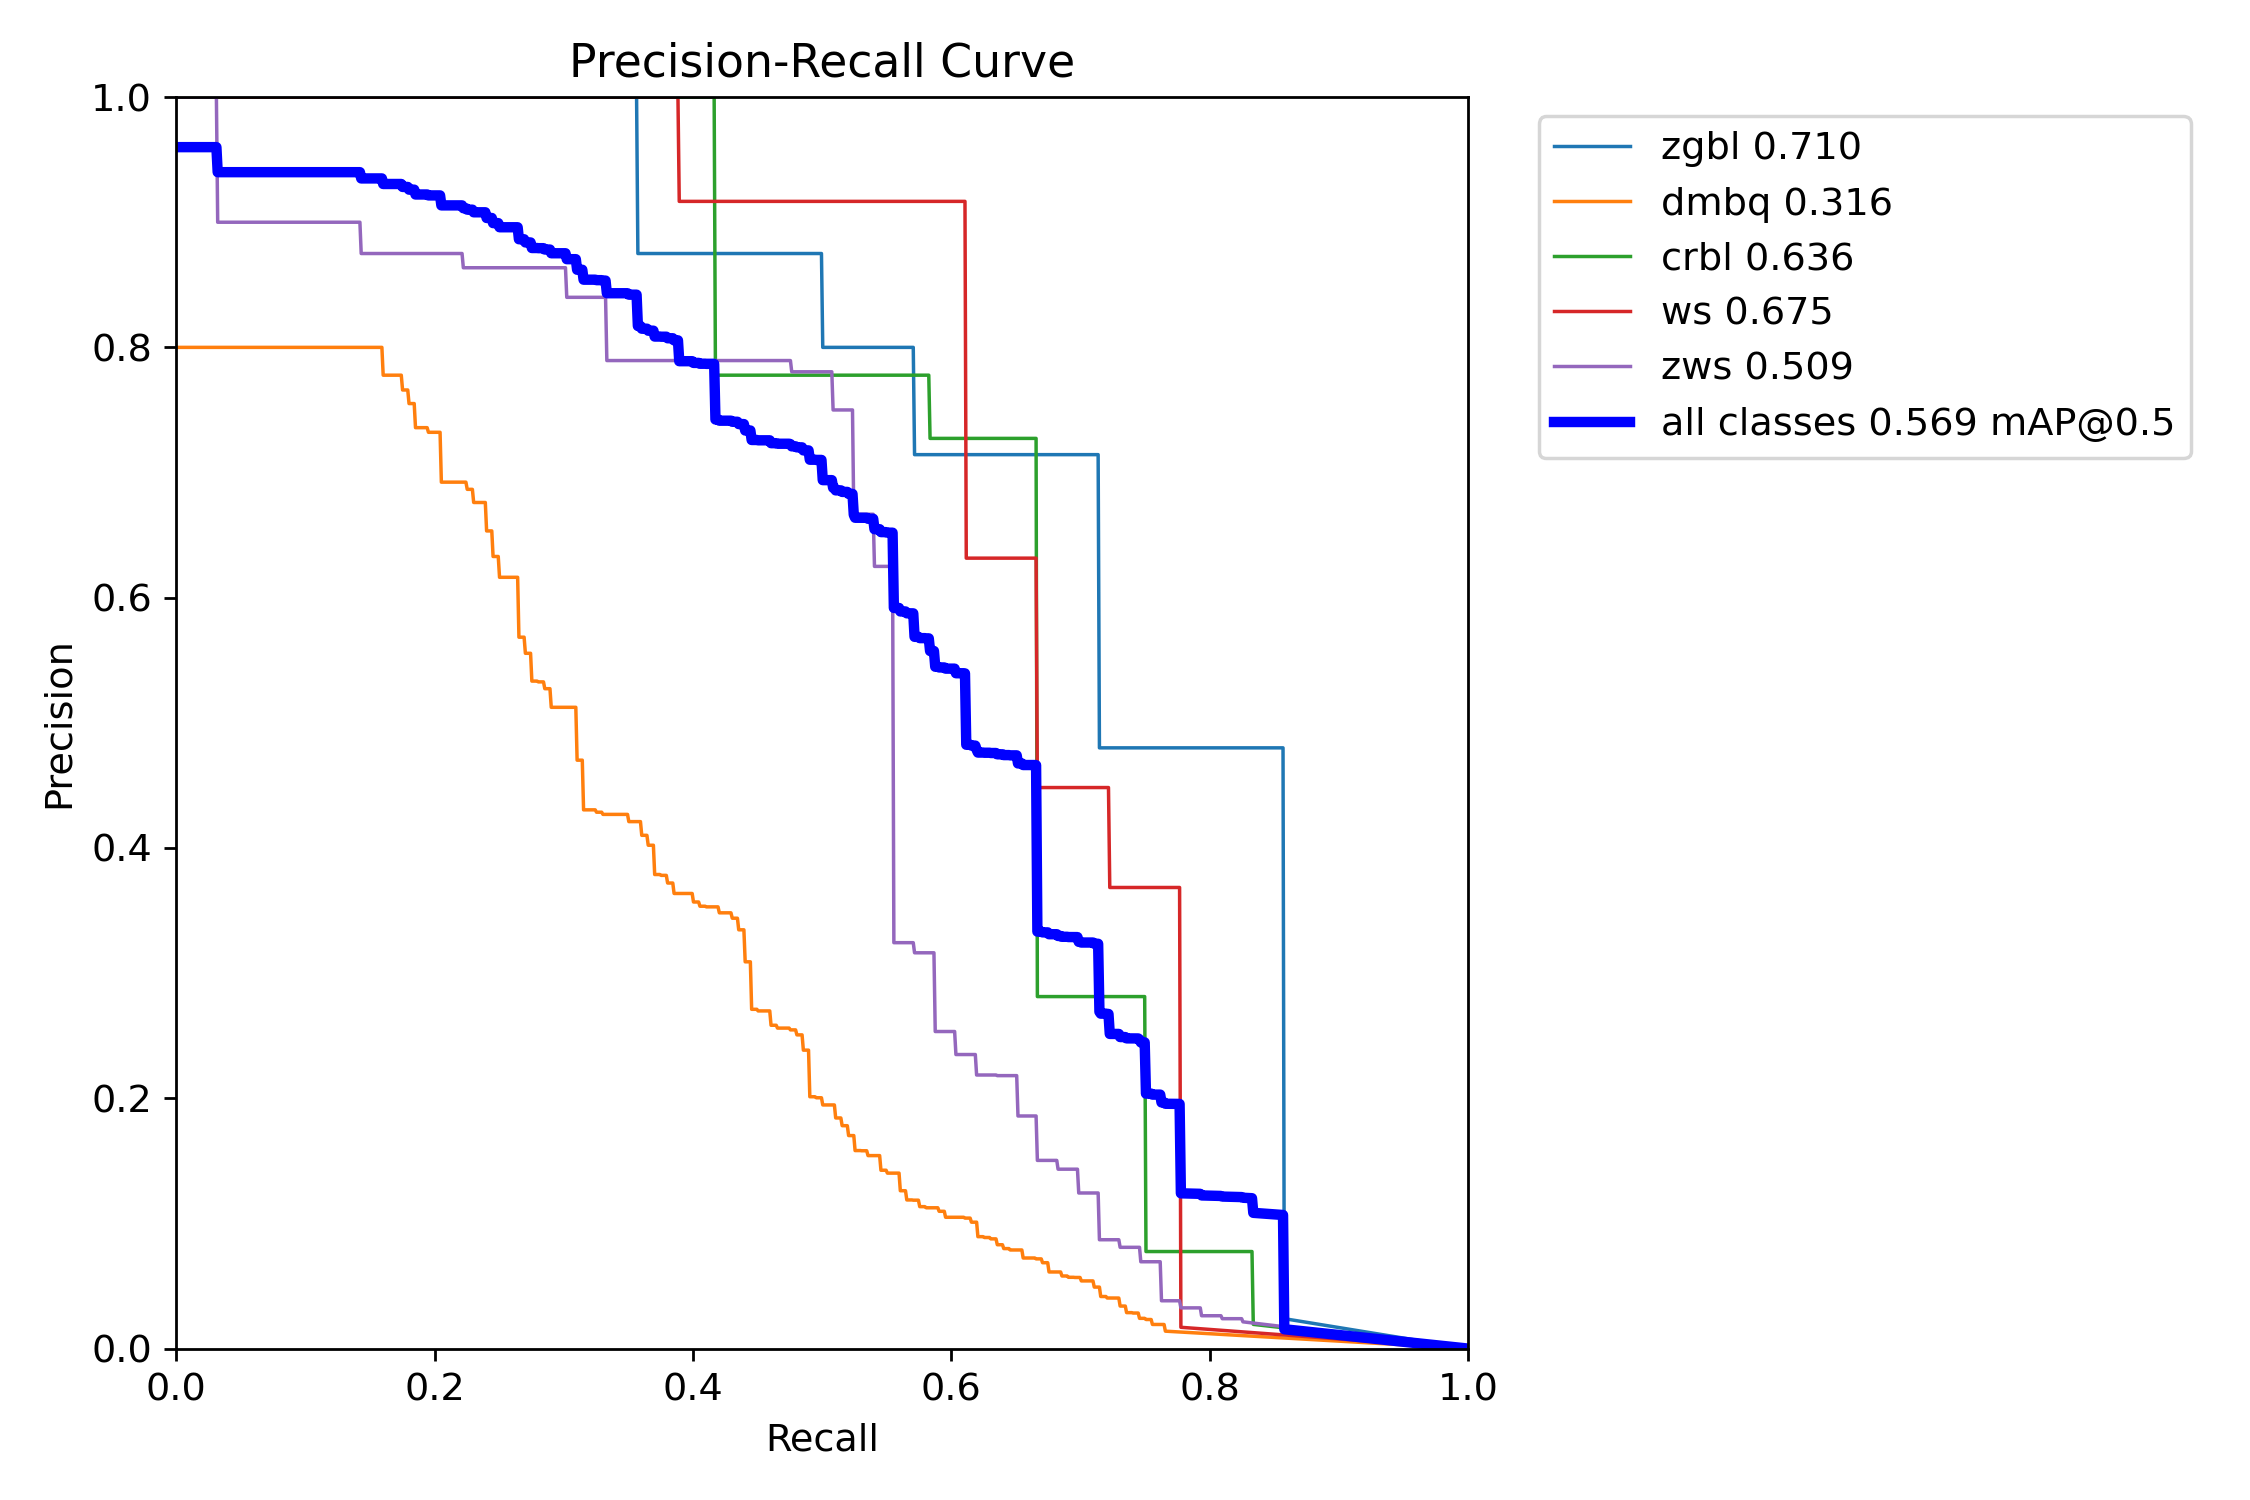 Precision-Recall Curve
1.0
0.8
0.6
0.4
0.2
0.0
Precision
0.0 0.2 0.4 0.6 0.8 1.0
Recall
zgbl 0.710
dmbq 0.316
crbl 0.636
ws 0.675
zws 0.509
all classes 0.569 mAP@0.5